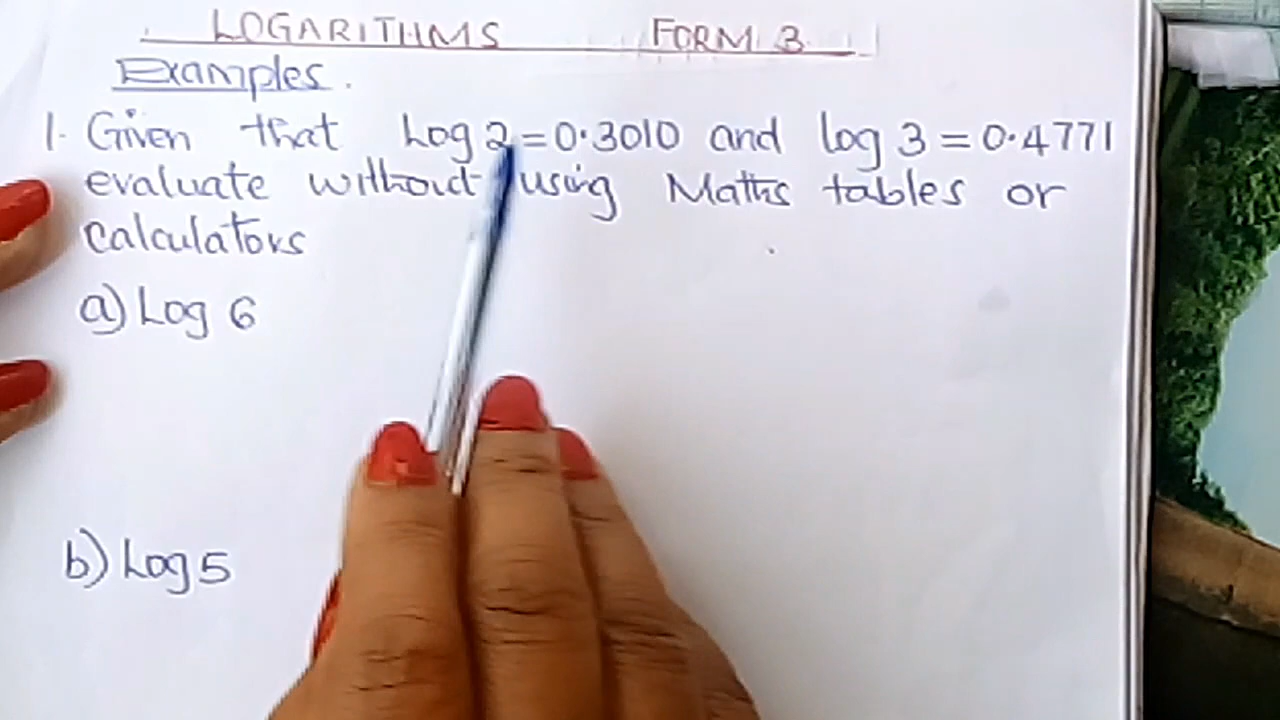 LOGARITHMS FORM 3
Examples.
1. Given that Log 2 = 0.3010 and log 3 = 0.4771
evaluate without using Maths tables or
calculators
a) Log 6
b) Log 5